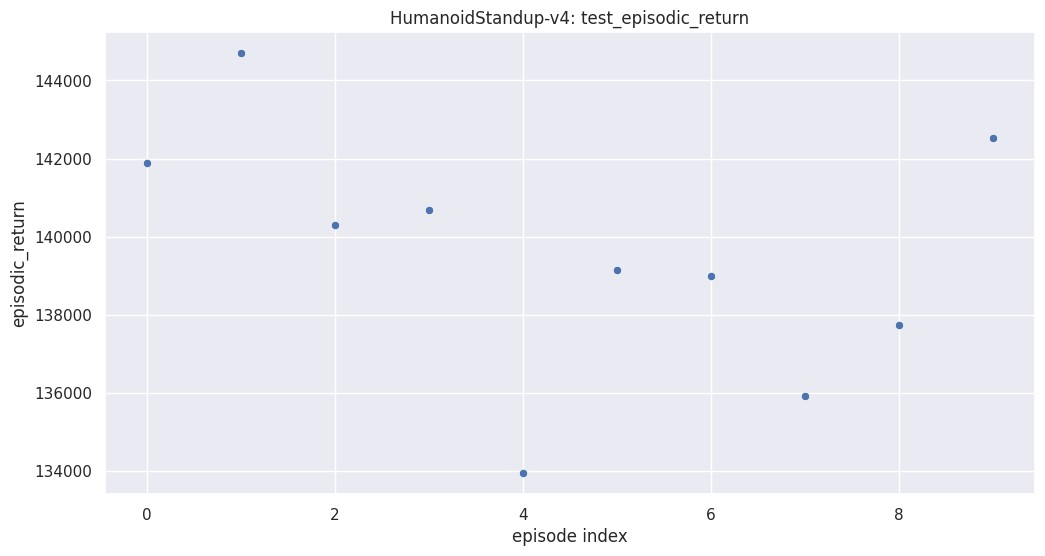 HumanoidStandup-v4: test_episodic_return
144000
142000
140000
138000
136000
134000
episodic_return
0 2 4 6 8
episode index